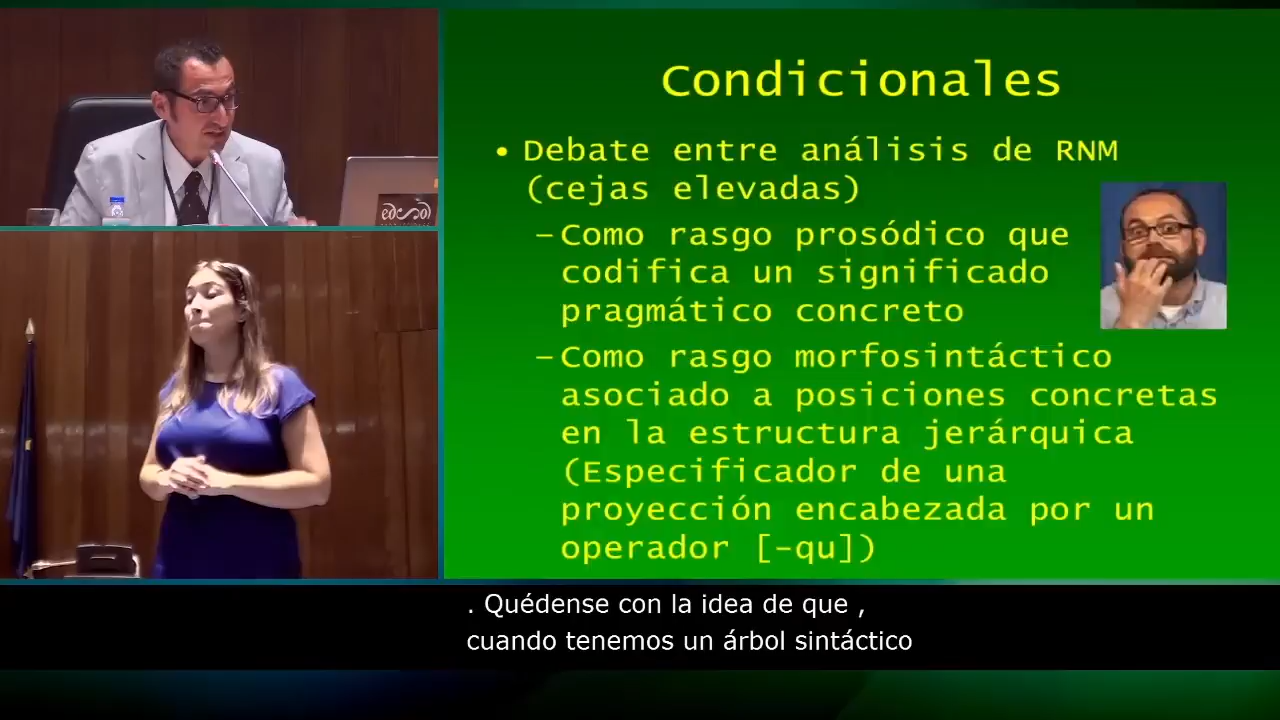 Condicionales
• Debate entre análisis de RNM
(cejas elevadas)
–Como rasgo prosódico que
codifica un significado
pragmático concreto
–Como rasgo morfosintáctico
asociado a posiciones concretas
en la estructura jerárquica
(Especificador de una
proyección encabezada por un
operador [-qu])
. Quédense con la idea de que ,
cuando tenemos un árbol sintáctico